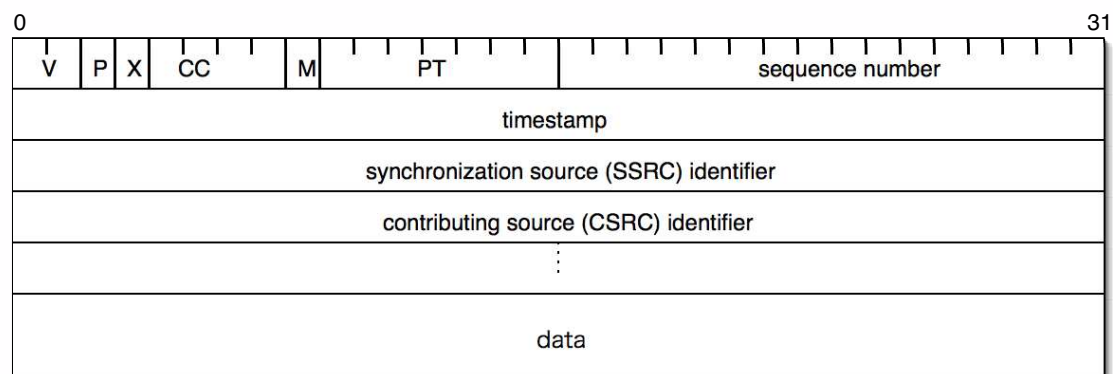 0 31
V P X CC M PT sequence number
timestamp
synchronization source (SSRC) identifier
contributing source (CSRC) identifier
data